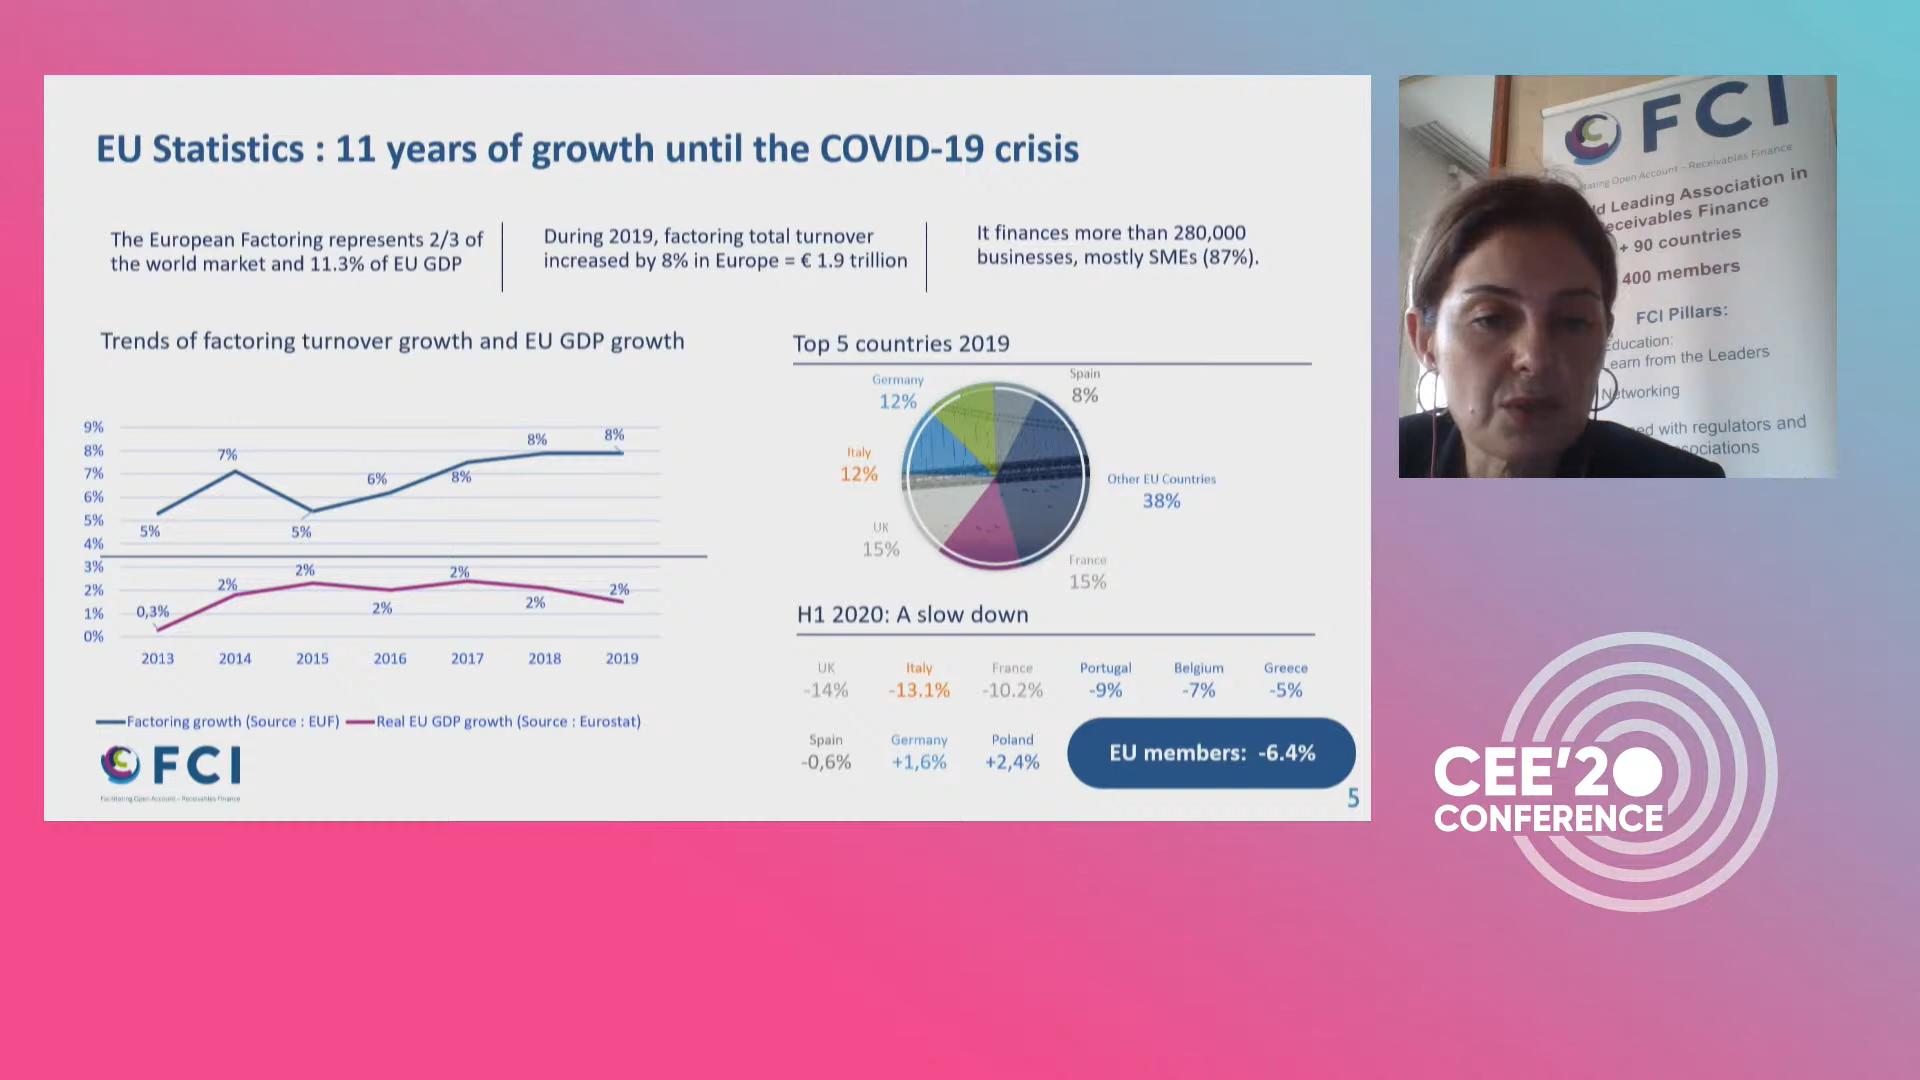 EU Statistics : 11 years of growth until the COVID-19 crisis
The European Factoring represents 2/3 of
the world market and 11.3% of EU GDP
During 2019, factoring total turnover
increased by 8% in Europe = € 1.9 trillion
It finances more than 280,000
businesses, mostly SMEs (87%).
Trends of factoring turnover growth and EU GDP growth
9%
8%
7%
6%
5%
4%
3%
2%
1%
0%
5%
7%
5%
6%
8%
8%
8%
0,3%
2%
2%
2%
2%
2%
2%
2013 2014 2015 2016 2017 2018 2019
Factoring growth (Source : EUF) Real EU GDP growth (Source : Eurostat)
FCI
Facilitating Open Account – Receivables Finance
Top 5 countries 2019
Germany
12%
Spain
8%
Italy
12%
Other EU Countries
38%
UK
15%
France
15%
H1 2020: A slow down
UK Italy France Portugal Belgium Greece
-14% -13.1% -10.2% -9% -7% -5%
Spain Germany Poland
-0,6% +1,6% +2,4%
EU members: -6.4%
5
FCI
Open Account – Receivables Finance
Leading Association in
Finance
+ 90 countries
400 members
FCI Pillars:
from the Leaders
Networking
with regulators and
CEE'20
CONFERENCE